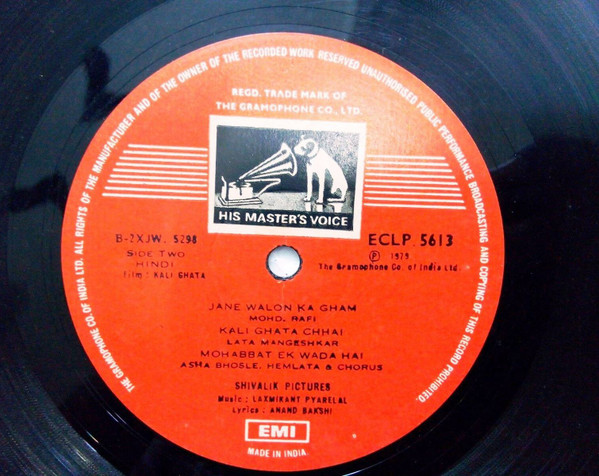 THE GRAMOPHONE CO. OF INDIA LTD. ALL RIGHTS OF THE MANUFACTURER AND OF THE OWNER OF THE RECORDED WORK RESERVED UNAUTHORISED PUBLIC PERFORMANCE BROADCASTING AND COPYING OF THIS RECORD PROHIBITED.
REGD. TRADE MARK OF
THE GRAMOPHONE CO., LTD.
HIS MASTER'S VOICE
B-2XJW. 5298
SIDE TWO
HINDI
Film : KALI GHATA
ECLP. 5613
Ⓟ 1979
The Gramophone Co. of India Ltd.
JANE WALON KA GHAM
MOHD. RAFI
KALI GHATA CHHAI
LATA MANGESHKAR
MOHABBAT EK WADA HAI
ASHA BHOSLE, HEMLATA & CHORUS
SHIVALIK PICTURES
Music : LAXMIKANT PYARELAL
Lyrics : ANAND BAKSHI
EMI
MADE IN INDIA